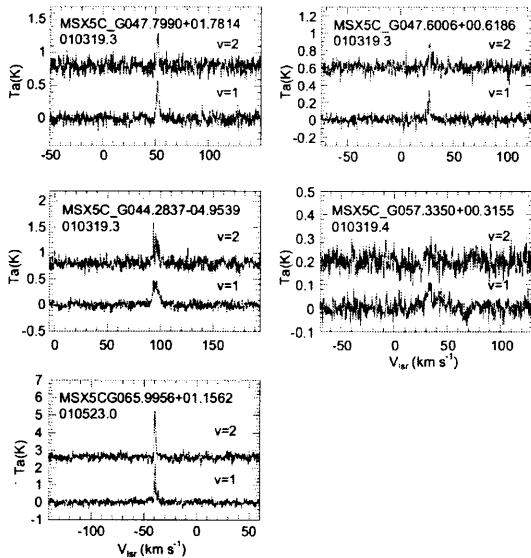 MSX5C_G047.7990+01.7814
010319.3
v=2
v=1
Ta(K)
1.5
1.0
0.5
0
-50 0 50 100
MSX5C_G047.6006+00.6186
010319.3
v=2
v=1
Ta(K)
1.2
1.0
0.8
0.6
0.4
0.2
0
-0.2
-50 0 50 100
MSX5C_G044.2837-04.9539
010319.3
v=2
v=1
Ta(K)
2
1.5
1.0
0.5
0
-0.5
0 50 100 150
-50
MSX5C_G057.3350+00.3155
010319.4
v=2
v=1
Ta(K)
0.5
0.4
0.3
0.2
0.1
0
-0.1
-50 0 50 100
Vlsr (km s-1)
MSX5CG065.9956+01.1562
010523.0
v=2
v=1
Ta(K)
7
6
5
4
3
2
1
0
-1
-100 -50 0 50
Vlsr (km s-1)